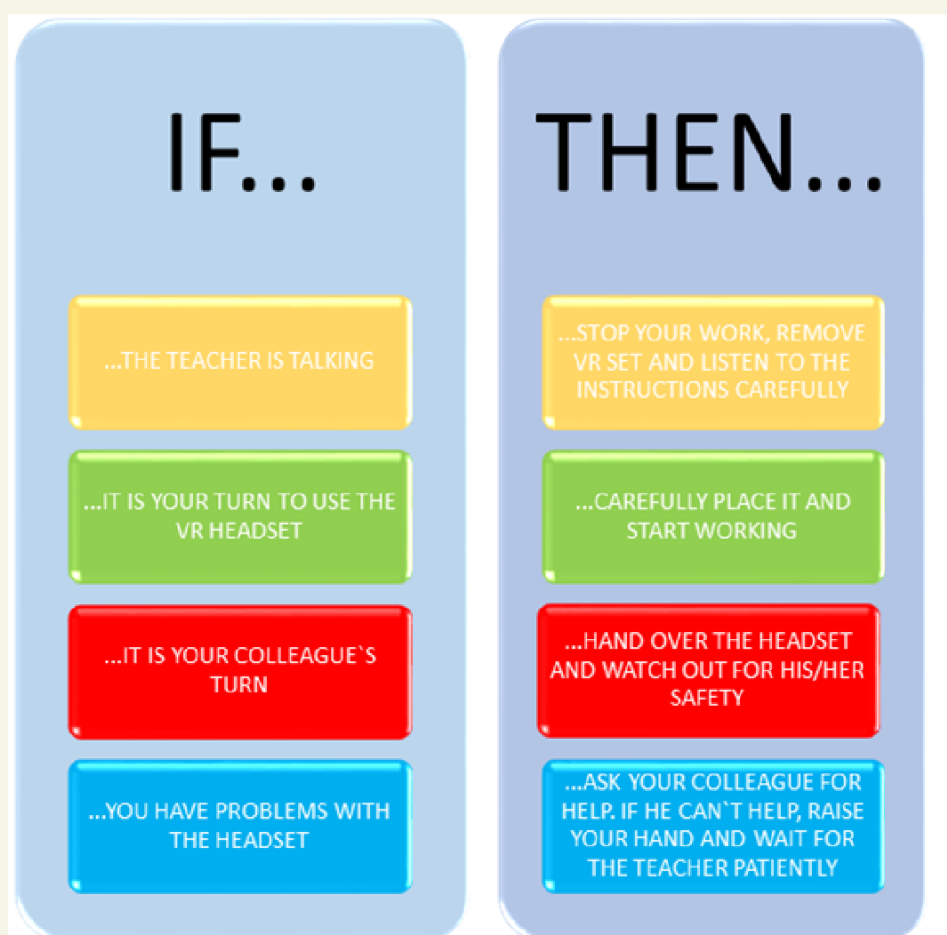 IF...
THEN...
...THE TEACHER IS TALKING
...STOP YOUR WORK, REMOVE
VR SET AND LISTEN TO THE
INSTRUCTIONS CAREFULLY
...IT IS YOUR TURN TO USE THE
VR HEADSET
...CAREFULLY PLACE IT AND
START WORKING
...IT IS YOUR COLLEAGUE`S
TURN
...HAND OVER THE HEADSET
AND WATCH OUT FOR HIS/HER
SAFETY
...YOU HAVE PROBLEMS WITH
THE HEADSET
...ASK YOUR COLLEAGUE FOR
HELP. IF HE CAN`T HELP, RAISE
YOUR HAND AND WAIT FOR
THE TEACHER PATIENTLY